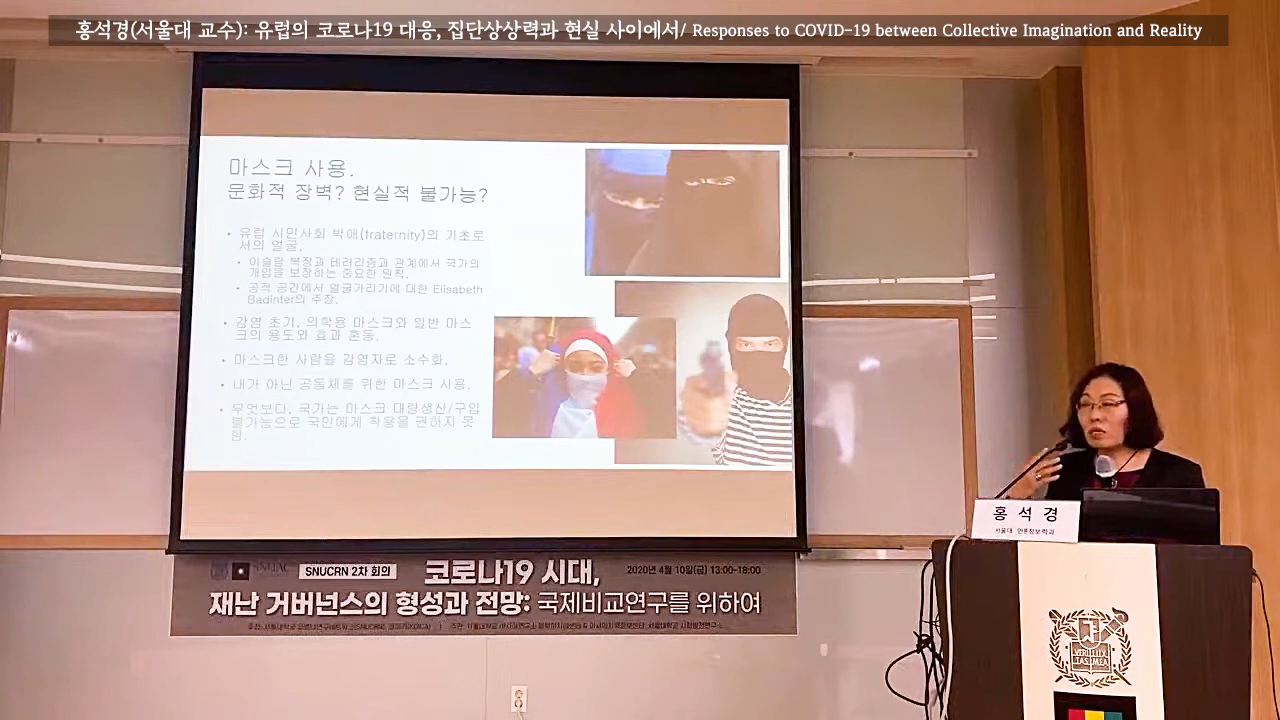 홍석경(서울대 교수): 유럽의 코로나19 대응, 집단상상력과 현실 사이에서/ Responses to COVID-19 between Collective Imagination and Reality
마스크 사용.
문화적 장벽? 현실적 불가능?
• 유럽 시민사회 박애(fraternity)의 기초로
서의 얼굴.
• 이슬람 복장과 테러리즘과 관계에서 국가의
개입을 보장하는 중요한 원칙.
• 공적 공간에서 얼굴가리기에 대한 Elisabeth
Badinter의 주장.
• 감염 초기, 의학용 마스크와 일반 마스
크의 용도와 효과 혼동.
• 마스크한 사람을 감염자로 소수화.
• 내가 아닌 공동체를 위한 마스크 사용.
• 무엇보다, 국가는 마스크 대량생산/구입
불가능으로 국민에게 착용을 권하지 못
함.
홍 석 경
서울대 언론정보학과
SNUAC
SNUCRN 2차 회의
코로나19 시대,
2020년 4월 10일(금) 13:00-18:00
재난 거버넌스의 형성과 전망: 국제비교연구를 위하여